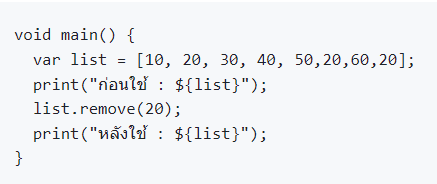 void main() {
  var list = [10, 20, 30, 40, 50,20,60,20];
  print("ก่อนใช้ : ${list}");
  list.remove(20);
  print("หลังใช้ : ${list}");
}